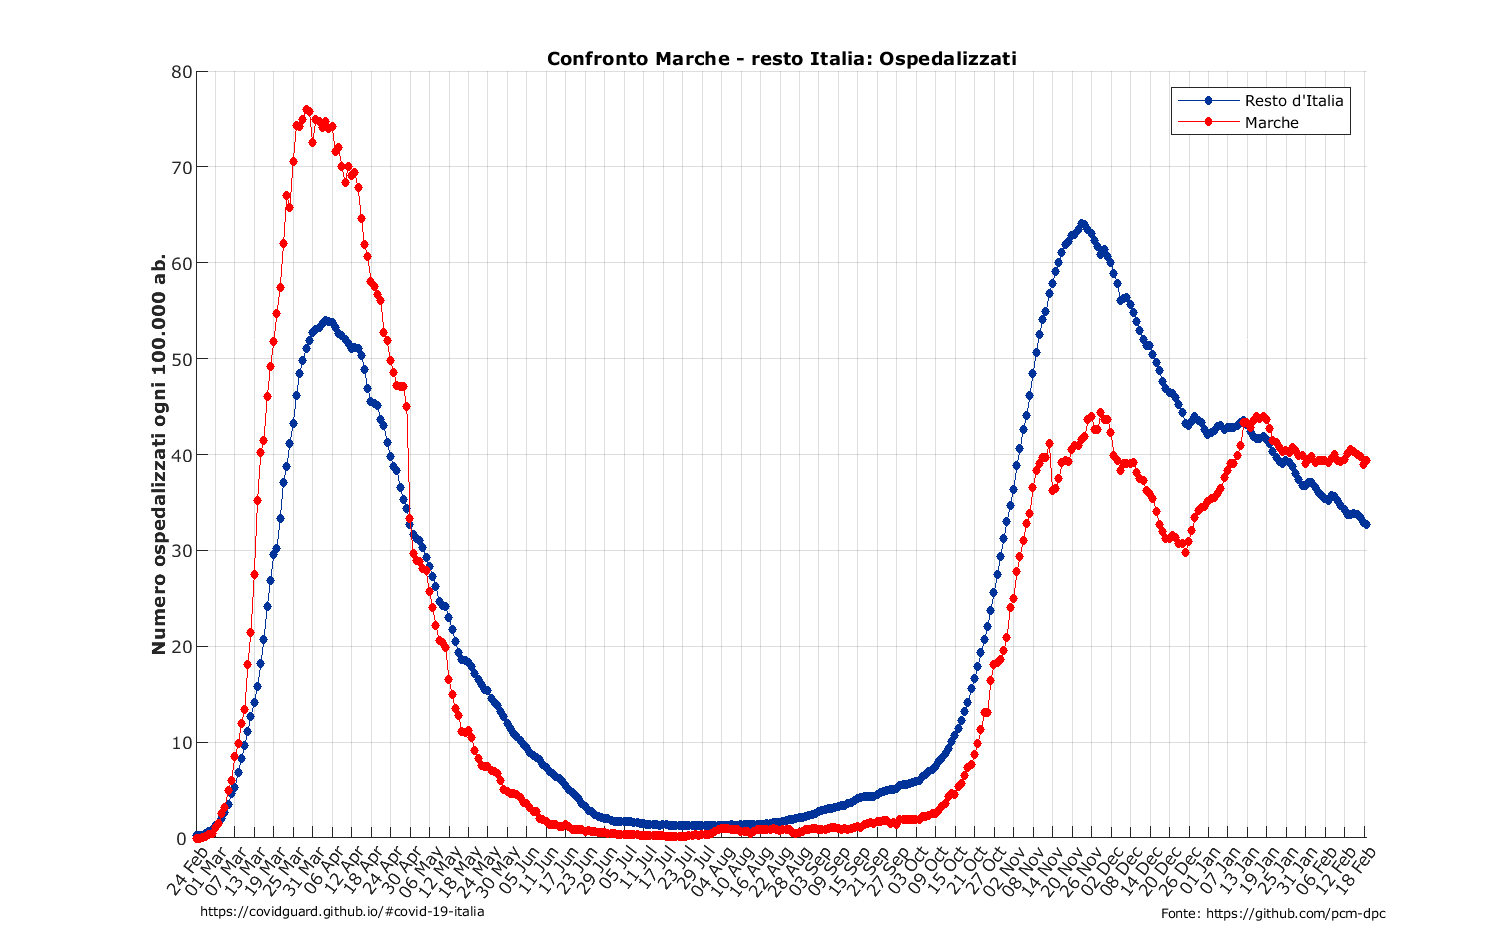 Confronto Marche - resto Italia: Ospedalizzati
Resto d'Italia
Marche
Numero ospedalizzati ogni 100.000 ab.
80
70
60
50
40
30
20
10
0
24 Feb
01 Mar
07 Mar
13 Mar
19 Mar
25 Mar
31 Mar
06 Apr
12 Apr
18 Apr
24 Apr
30 Apr
06 May
12 May
18 May
24 May
30 May
05 Jun
11 Jun
17 Jun
23 Jun
29 Jun
05 Jul
11 Jul
17 Jul
23 Jul
29 Jul
04 Aug
10 Aug
16 Aug
22 Aug
28 Aug
03 Sep
09 Sep
15 Sep
21 Sep
27 Sep
03 Oct
09 Oct
15 Oct
21 Oct
27 Oct
02 Nov
08 Nov
14 Nov
20 Nov
26 Nov
02 Dec
08 Dec
14 Dec
20 Dec
26 Dec
01 Jan
07 Jan
13 Jan
19 Jan
25 Jan
31 Jan
06 Feb
12 Feb
18 Feb
https://covidguard.github.io/#covid-19-italia
Fonte: https://github.com/pcm-dpc